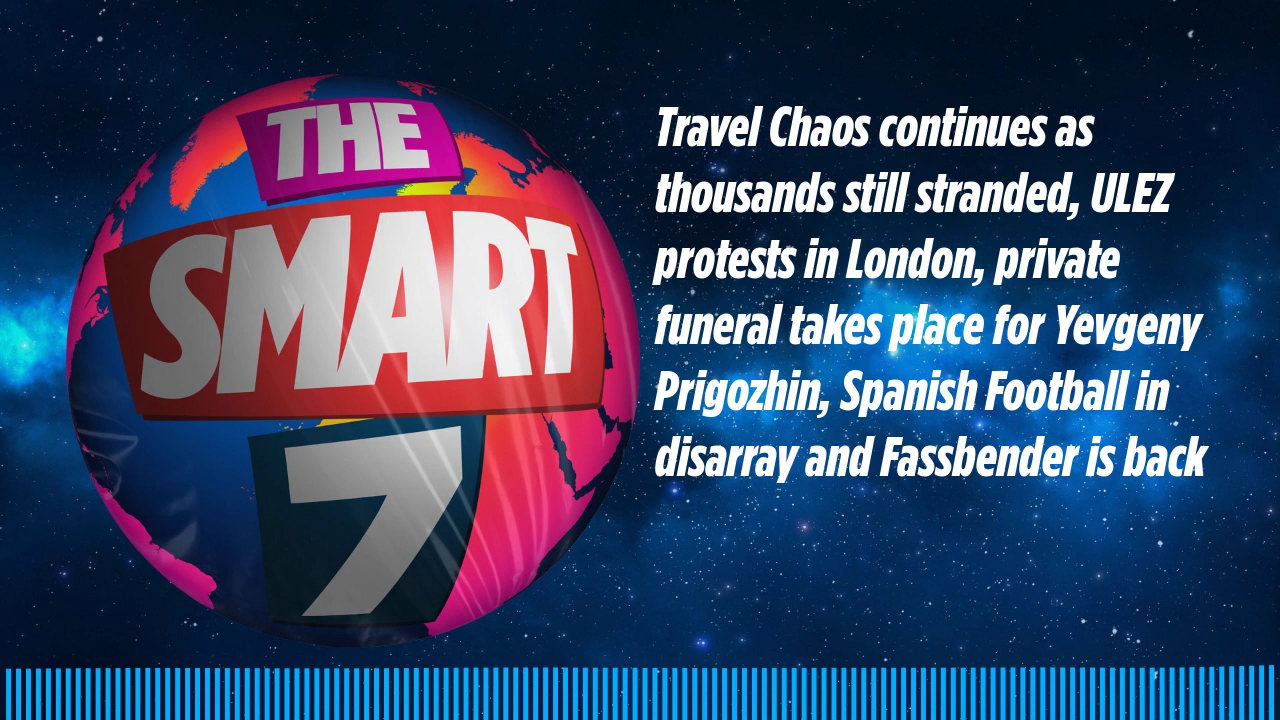 THE
SMART
7
Travel Chaos continues as
thousands still stranded, ULEZ
protests in London, private
funeral takes place for Yevgeny
Prigozhin, Spanish Football in
disarray and Fassbender is back